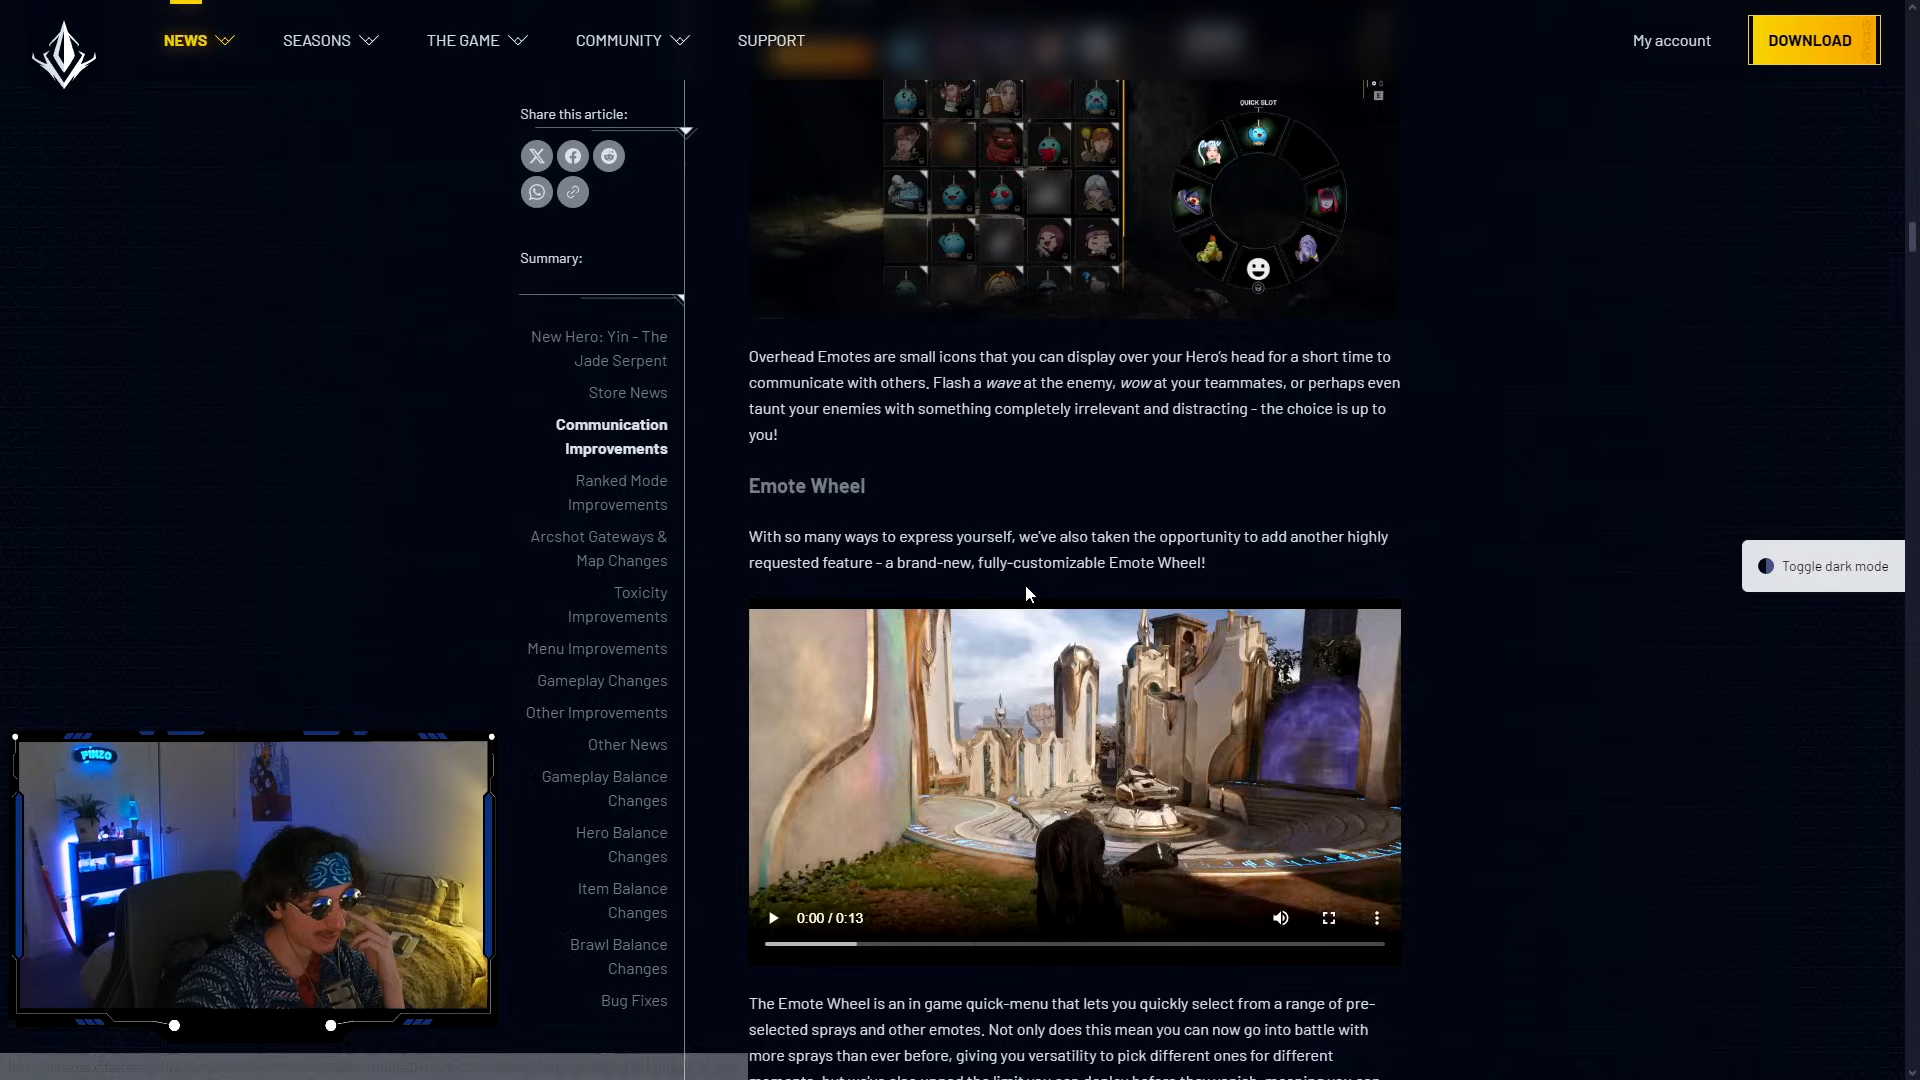 NEWS
SEASONS
THE GAME
COMMUNITY
SUPPORT
My account
DOWNLOAD
Share this article:
Summary:
New Hero: Yin - The
Jade Serpent
Store News
Communication
Improvements
Ranked Mode
Improvements
Arcshot Gateways &
Map Changes
Toxicity
Improvements
Menu Improvements
Gameplay Changes
Other Improvements
Other News
Gameplay Balance
Changes
Hero Balance
Changes
Item Balance
Changes
Brawl Balance
Changes
Bug Fixes
QUICK SLOT
E
Overhead Emotes are small icons that you can display over your Hero's head for a short time to
communicate with others. Flash a wave at the enemy, wow at your teammates, or perhaps even
taunt your enemies with something completely irrelevant and distracting - the choice is up to
you!
Emote Wheel
With so many ways to express yourself, we've also taken the opportunity to add another highly
requested feature - a brand-new, fully-customizable Emote Wheel!
0:00 / 0:13
The Emote Wheel is an in game quick-menu that lets you quickly select from a range of pre-
selected sprays and other emotes. Not only does this mean you can now go into battle with
more sprays than ever before, giving you versatility to pick different ones for different
Toggle dark mode
PINZO